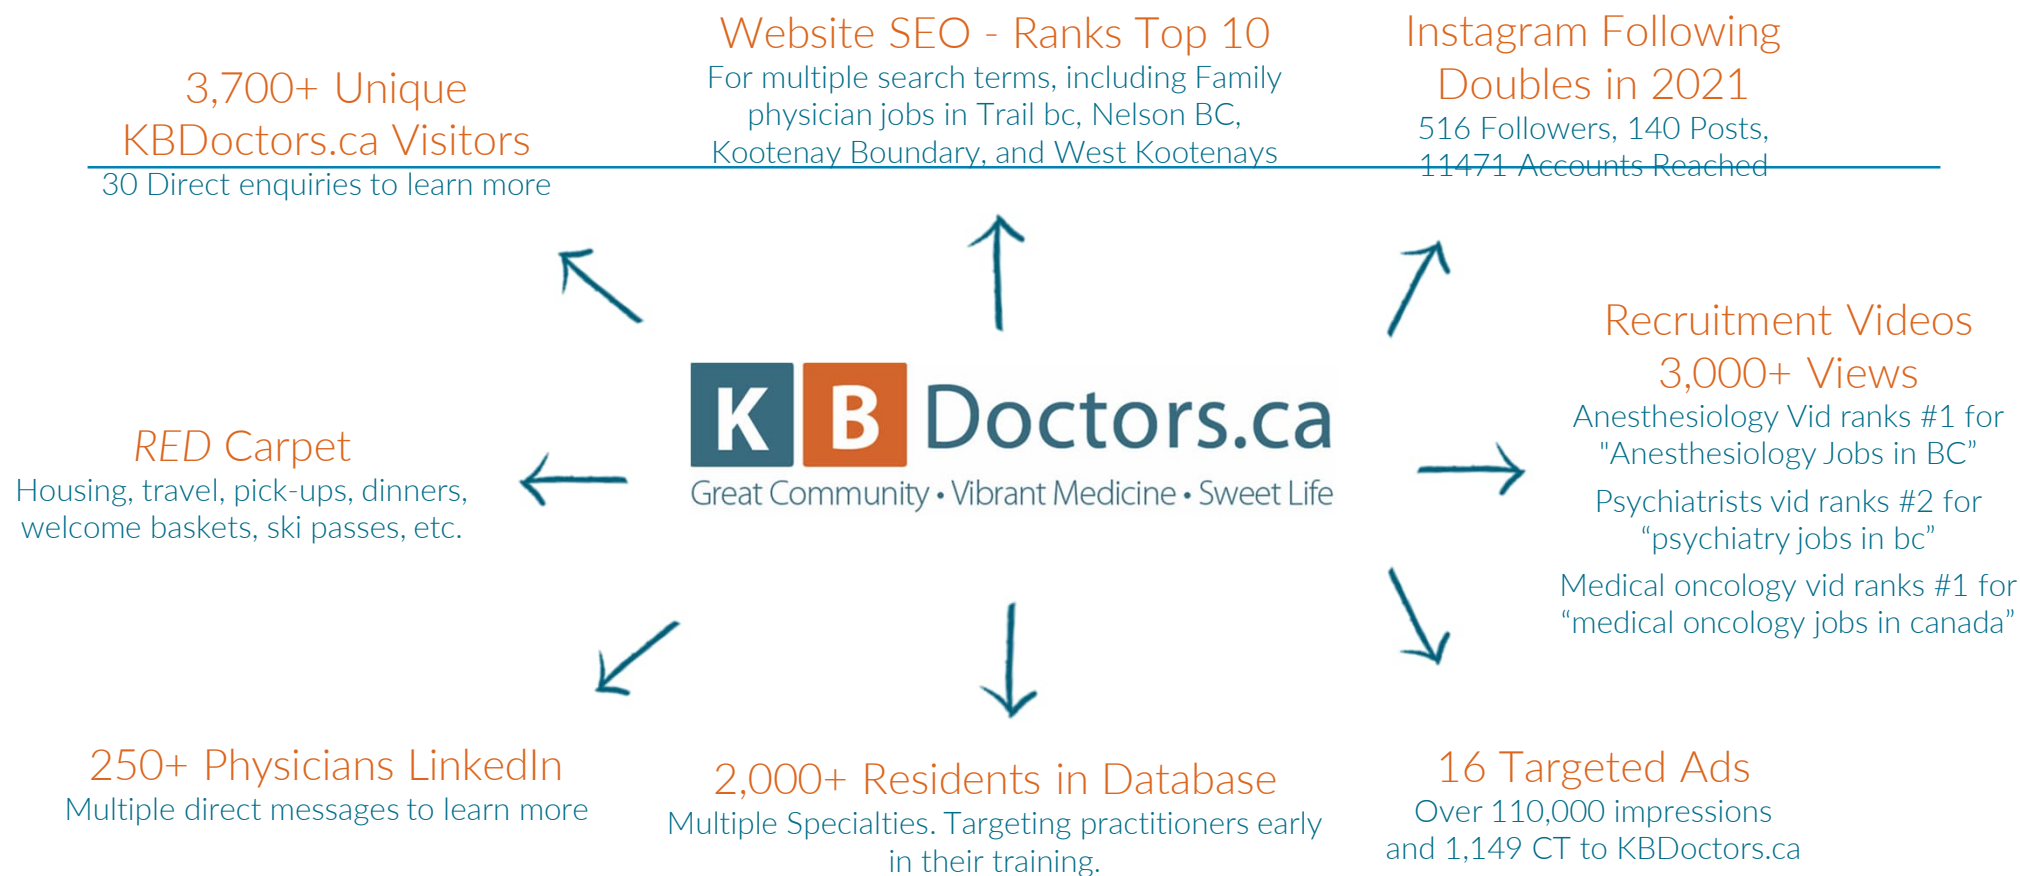 3,700+ Unique
KBDoctors.ca Visitors
30 Direct enquiries to learn more
Website SEO - Ranks Top 10
For multiple search terms, including Family
physician jobs in Trail bc, Nelson BC,
Kootenay Boundary, and West Kootenays
Instagram Following
Doubles in 2021
516 Followers, 140 Posts,
11471 Accounts Reached
RED Carpet
Housing, travel, pick-ups, dinners,
welcome baskets, ski passes, etc.
K B Doctors.ca
Great Community • Vibrant Medicine • Sweet Life
Recruitment Videos
3,000+ Views
Anesthesiology Vid ranks #1 for
"Anesthesiology Jobs in BC”
Psychiatrists vid ranks #2 for
“psychiatry jobs in bc”
Medical oncology vid ranks #1 for
“medical oncology jobs in canada”
250+ Physicians LinkedIn
Multiple direct messages to learn more
2,000+ Residents in Database
Multiple Specialties. Targeting practitioners early
in their training.
16 Targeted Ads
Over 110,000 impressions
and 1,149 CT to KBDoctors.ca